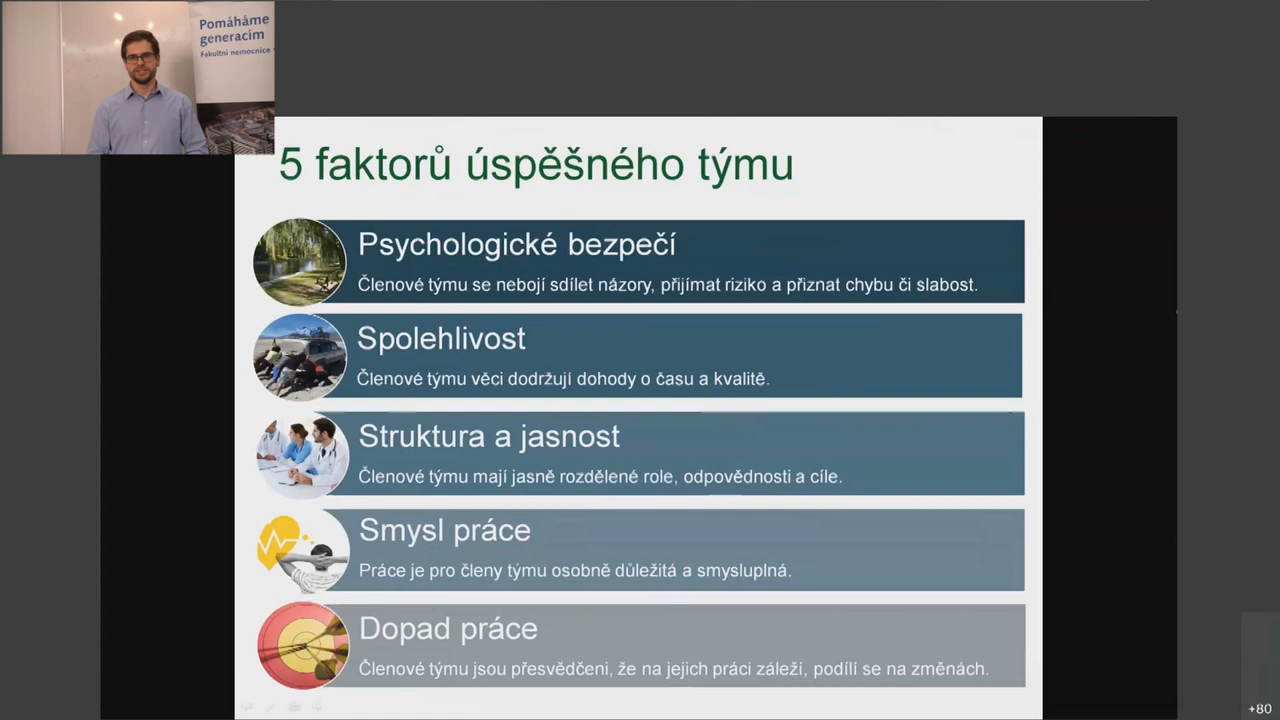 Pomáháme
generacím
Fakultní nemocnice
5 faktorů úspěšného týmu
Psychologické bezpečí
Členové týmu se nebojí sdílet názory, přijímat riziko a přiznat chybu či slabost.
Spolehlivost
Členové týmu věci dodržují dohody o času a kvalitě.
Struktura a jasnost
Členové týmu mají jasně rozdělené role, odpovědnosti a cíle.
Smysl práce
Práce je pro členy týmu osobně důležitá a smysluplná.
Dopad práce
Členové týmu jsou přesvědčeni, že na jejich práci záleží, podílí se na změnách.
+80